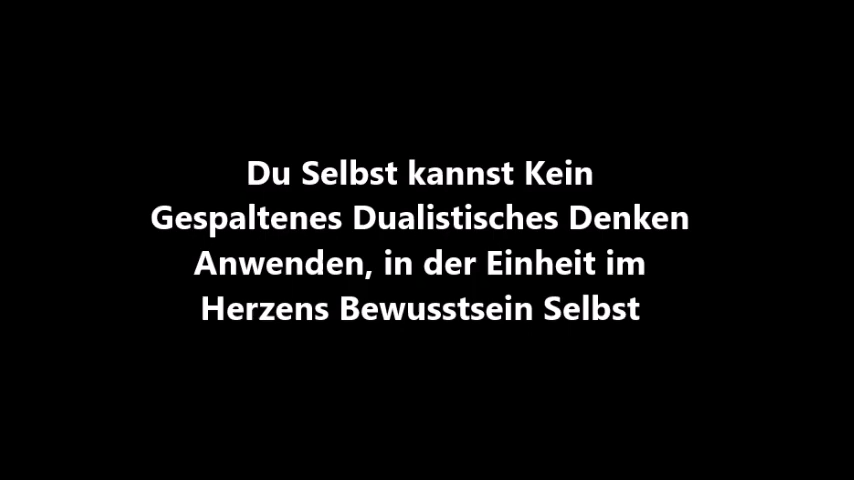 Du Selbst kannst Kein
Gespaltenes Dualistisches Denken
Anwenden, in der Einheit im
Herzens Bewusstsein Selbst